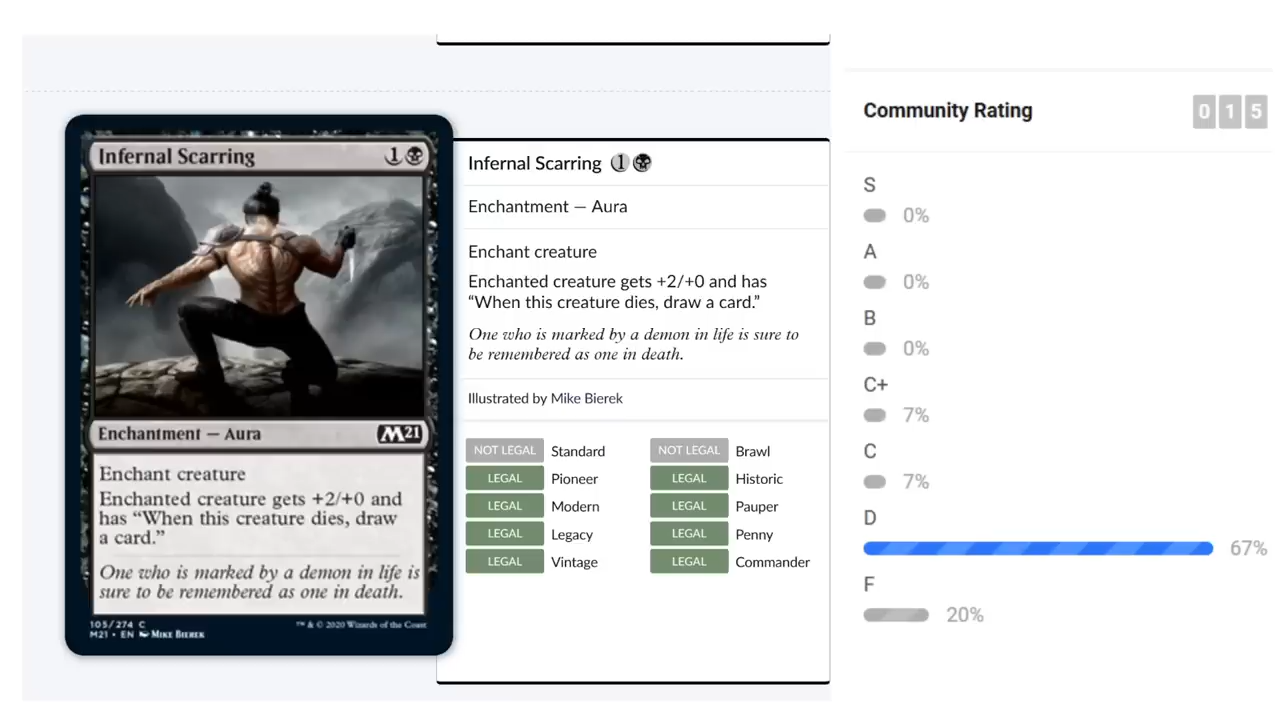 Infernal Scarring 1
Enchantment — Aura
M21
Enchant creature
Enchanted creature gets +2/+0 and
has “When this creature dies, draw
a card.”
One who is marked by a demon in life is
sure to be remembered as one in death.
105/274 C
M21 • EN Mike Bierek
™ & © 2020 Wizards of the Coast
Infernal Scarring 1
Enchantment — Aura
Enchant creature
Enchanted creature gets +2/+0 and has
“When this creature dies, draw a card.”
One who is marked by a demon in life is sure to
be remembered as one in death.
Illustrated by Mike Bierek
NOT LEGAL Standard NOT LEGAL Brawl
LEGAL Pioneer LEGAL Historic
LEGAL Modern LEGAL Pauper
LEGAL Legacy LEGAL Penny
LEGAL Vintage LEGAL Commander
Community Rating 0 1 5
S
0%
A
0%
B
0%
C+
7%
C
7%
D
67%
F
20%